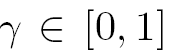 γ ∈ [0, 1]